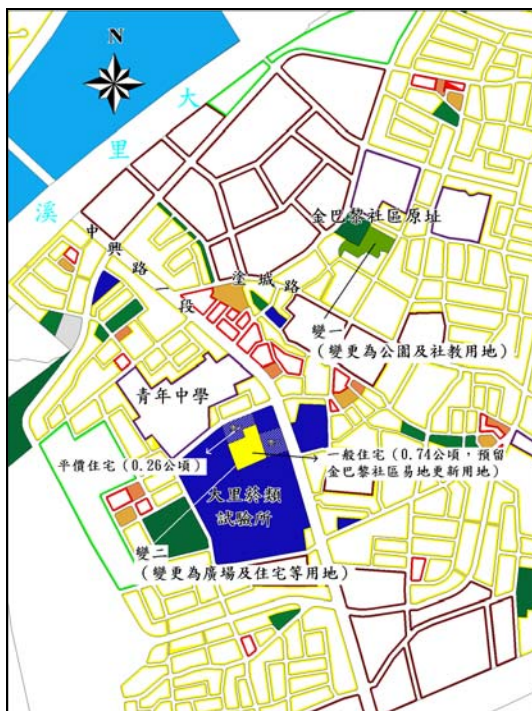 N
大里溪
金巴黎社區原址
中興路一段
塗城路
變一
(變更為公園及社教用地)
青年中學
平價住宅 (0.26公頃)
一般住宅 (0.74公頃,預留
金巴黎社區易地更新用地)
大里菸類
試驗所
變二
(變更為廣場及住宅等用地)